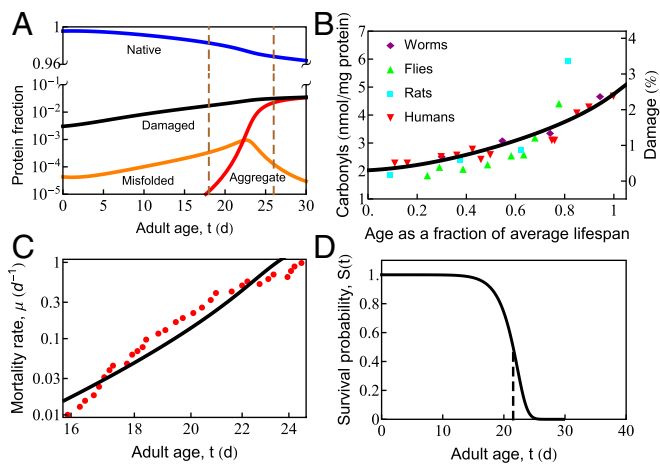 A
1
0.96
10⁻¹
10⁻²
10⁻³
10⁻⁴
10⁻⁵
Protein fraction
Native
Damaged
Misfolded
Aggregate
0 5 10 15 20 25 30
Adult age, t (d)
B
7
6
5
4
3
2
1
Carbonyls (nmol/mg protein)
Worms
Flies
Rats
Humans
4
3
2
1
0
Damage (%)
0. 0.2 0.4 0.6 0.8 1
Age as a fraction of average lifespan
C
1
0.3
0.1
0.03
0.01
Mortality rate, μ (d⁻¹)
16 18 20 22 24
Adult age, t (d)
D
1.
0.8
0.6
0.4
0.2
0.
Survival probability, S(t)
0 10 20 30 40
Adult age, t (d)